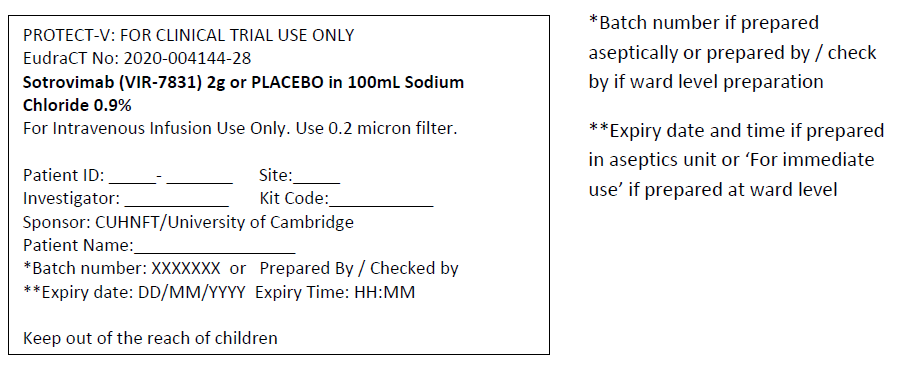 PROTECT-V: FOR CLINICAL TRIAL USE ONLY
EudraCT No: 2020-004144-28
Sotrovimab (VIR-7831) 2g or PLACEBO in 100mL Sodium
Chloride 0.9%
For Intravenous Infusion Use Only. Use 0.2 micron filter.
Patient ID: _____- _______ Site:_____
Investigator: ___________ Kit Code:___________
Sponsor: CUHNFT/University of Cambridge
Patient Name:_________________
*Batch number: XXXXXXX or Prepared By / Checked by
**Expiry date: DD/MM/YYYY Expiry Time: HH:MM
Keep out of the reach of children
*Batch number if prepared
aseptically or prepared by / check
by if ward level preparation
**Expiry date and time if prepared
in aseptics unit or ‘For immediate
use’ if prepared at ward level